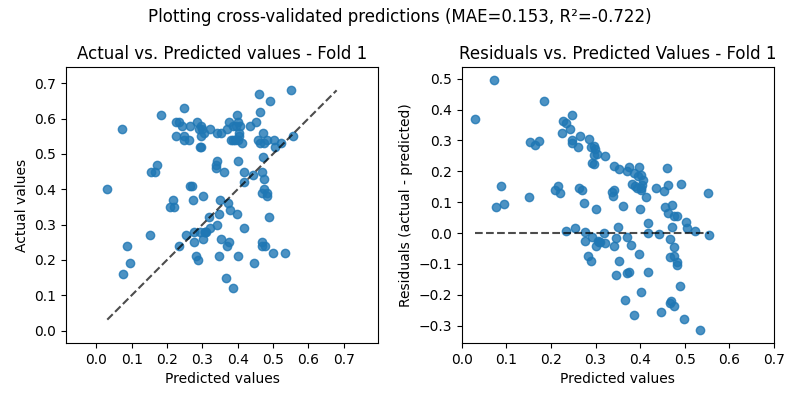 Plotting cross-validated predictions (MAE=0.153, R²=-0.722)
Actual vs. Predicted values - Fold 1
Residuals vs. Predicted Values - Fold 1
Actual values
0.7
0.6
0.5
0.4
0.3
0.2
0.1
0.0
0.0 0.1 0.2 0.3 0.4 0.5 0.6 0.7
Predicted values
Residuals (actual - predicted)
0.5
0.4
0.3
0.2
0.1
0.0
−0.1
−0.2
−0.3
0.0 0.1 0.2 0.3 0.4 0.5 0.6 0.7
Predicted values